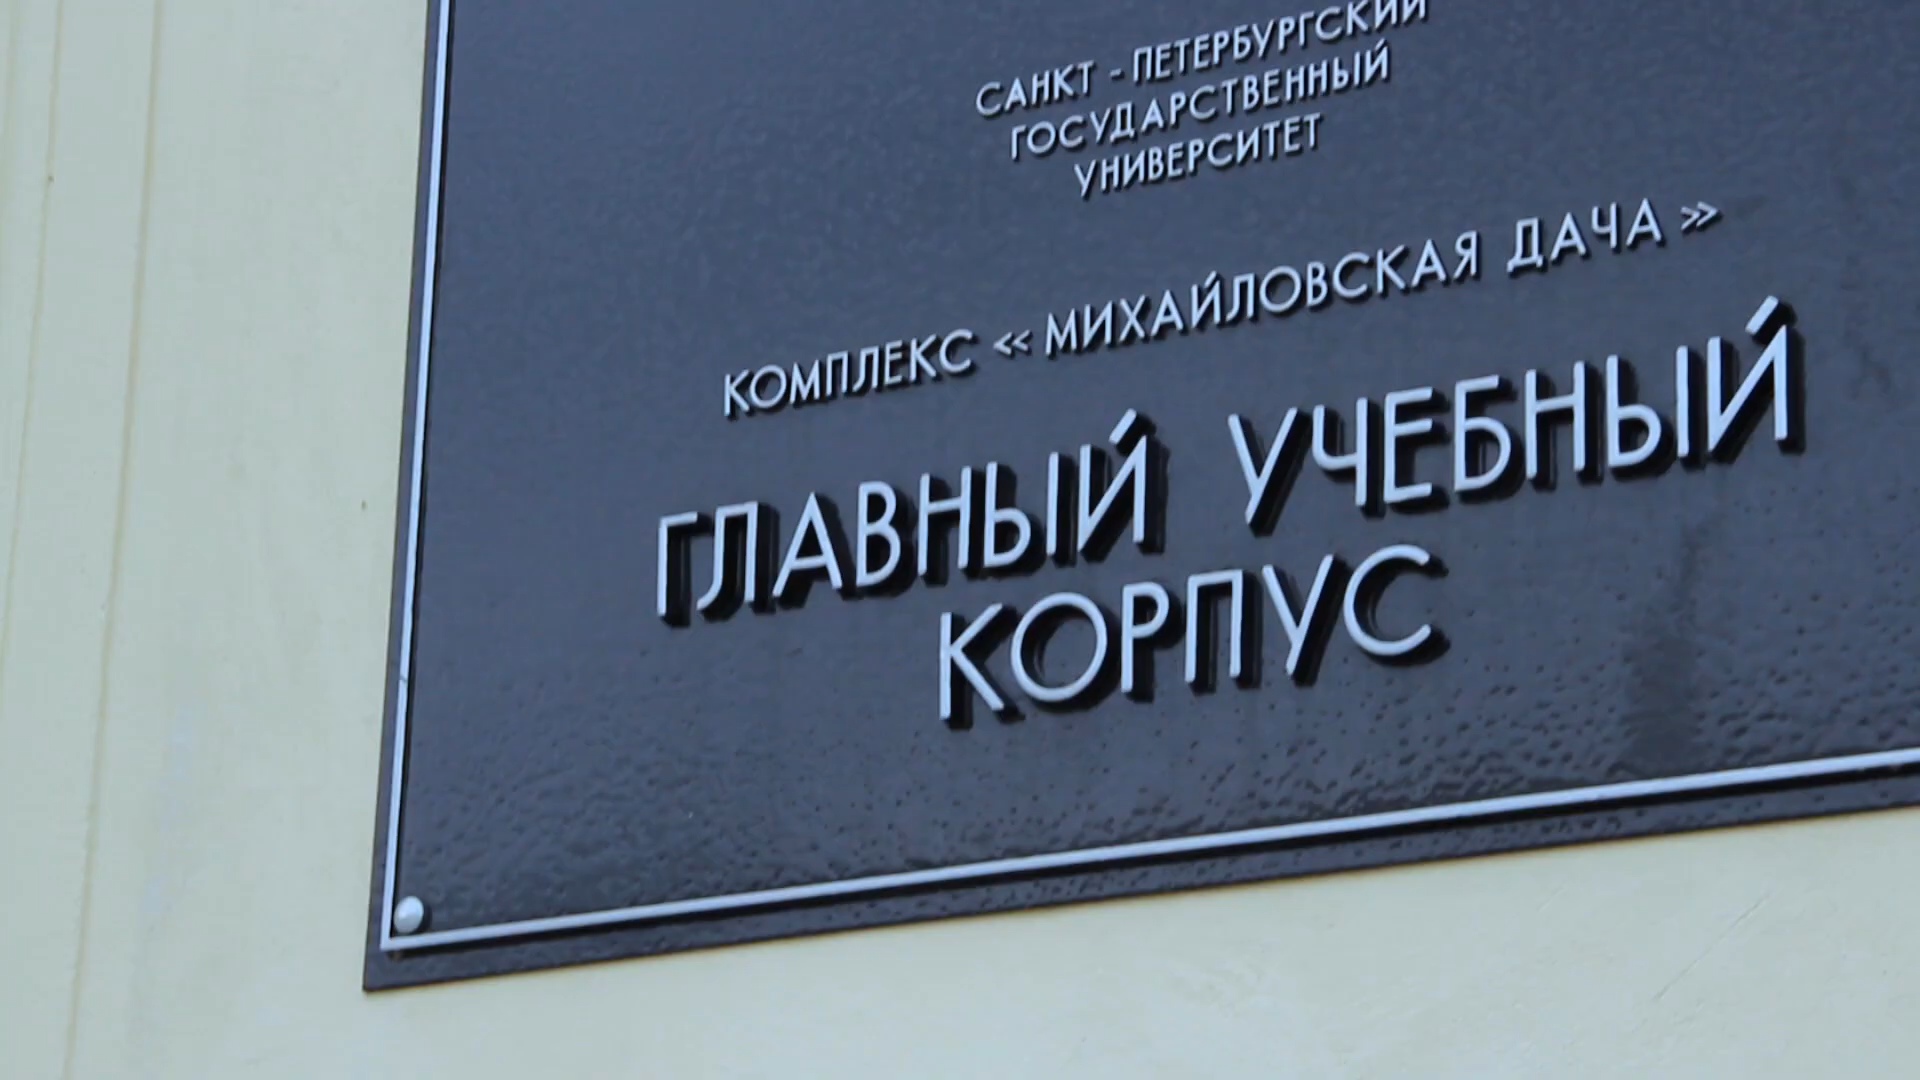 САНКТ - ПЕТЕРБУРГСКИЙ
ГОСУДАРСТВЕННЫЙ
УНИВЕРСИТЕТ
КОМПЛЕКС « МИХАЙЛОВСКАЯ ДАЧА »
ГЛАВНЫЙ УЧЕБНЫЙ
КОРПУС